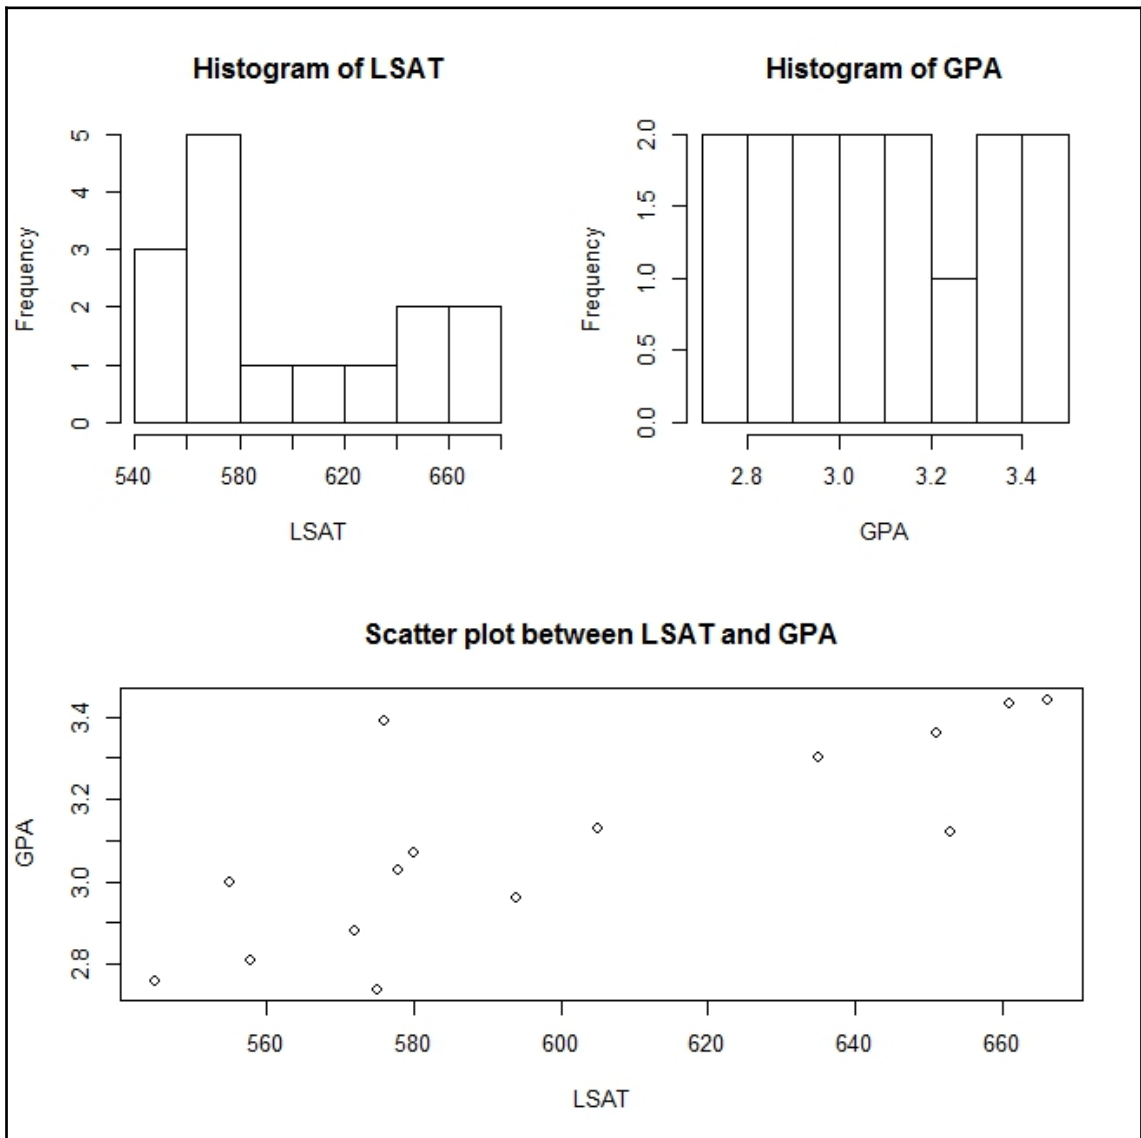 Histogram of LSAT
Frequency
0 1 2 3 4 5
540 580 620 660
LSAT
Histogram of GPA
Frequency
0.0 0.5 1.0 1.5 2.0
2.8 3.0 3.2 3.4
GPA
Scatter plot between LSAT and GPA
GPA
2.8 3.0 3.2 3.4
560 580 600 620 640 660
LSAT